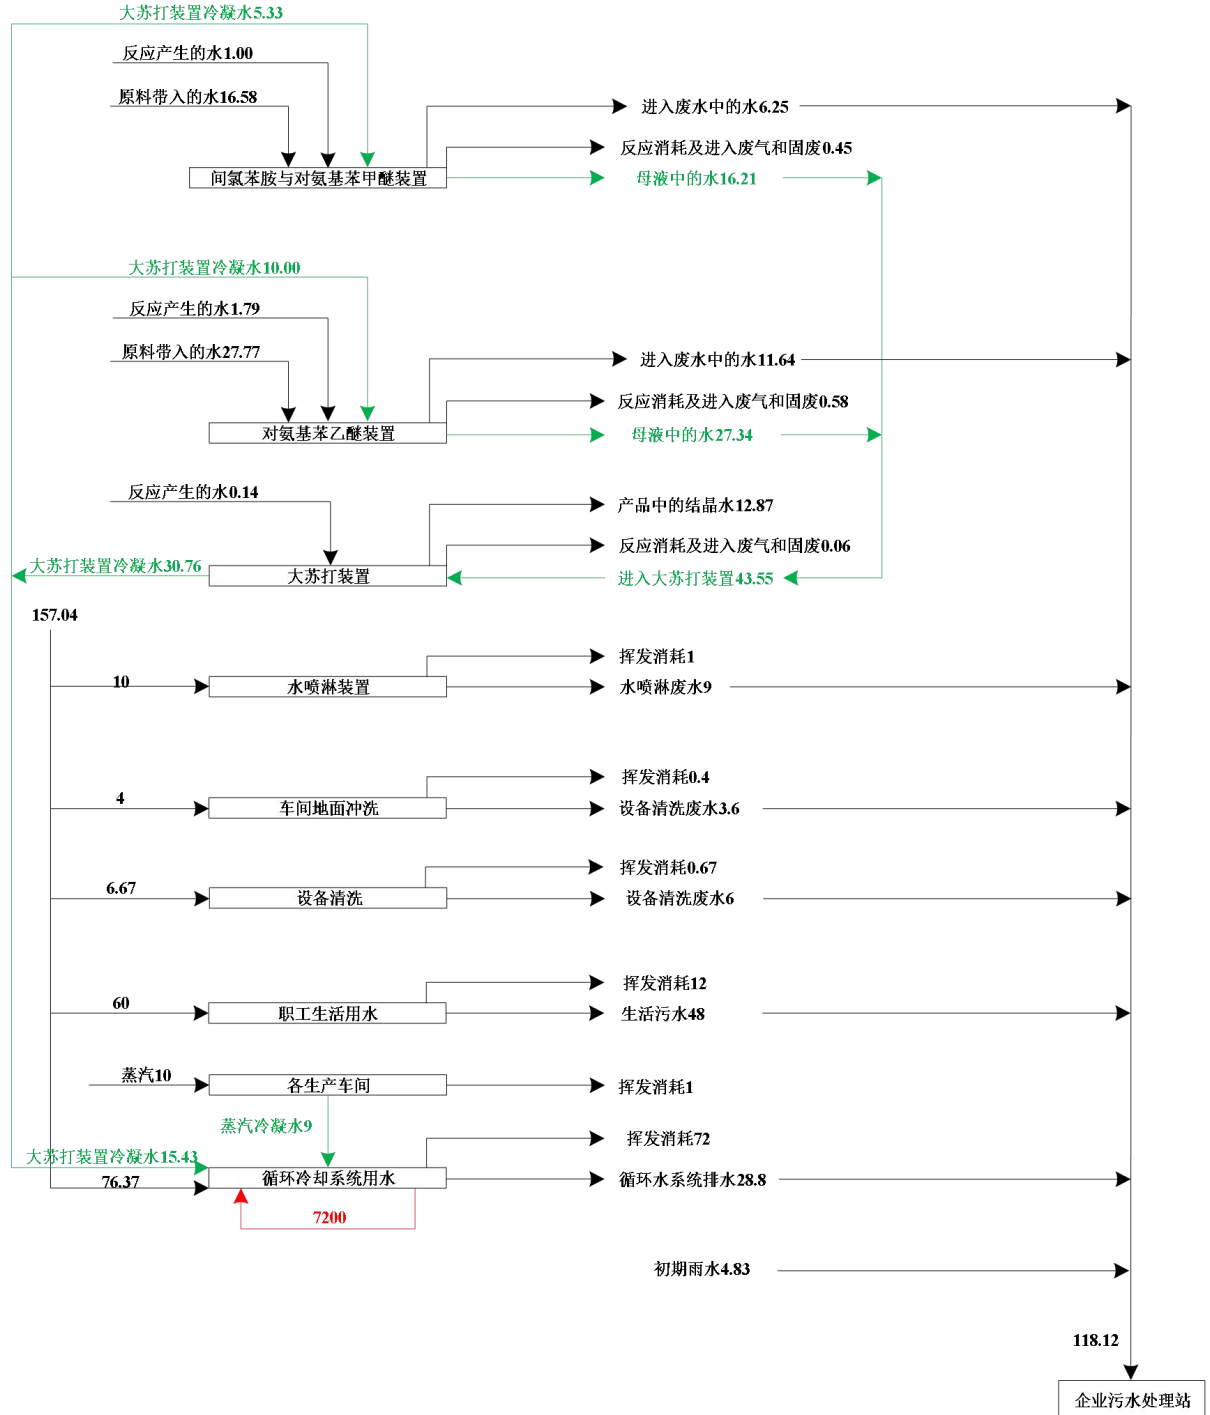 大苏打装置冷凝水5.33
反应产生的水1.00
原料带入的水16.58
进入废水中的水6.25
反应消耗及进入废气和固废0.45
间氯苯胺与对氨基苯甲醚装置
母液中的水16.21
大苏打装置冷凝水10.00
反应产生的水1.79
原料带入的水27.77
进入废水中的水11.64
反应消耗及进入废气和固废0.58
对氨基苯乙醚装置
母液中的水27.34
反应产生的水0.14
产品中的结晶水12.87
反应消耗及进入废气和固废0.06
大苏打装置冷凝水30.76
大苏打装置
进入大苏打装置43.55
157.04
挥发消耗1
10
水喷淋装置
水喷淋废水9
挥发消耗0.4
4
车间地面冲洗
设备清洗废水3.6
挥发消耗0.67
6.67
设备清洗
设备清洗废水6
挥发消耗12
60
职工生活用水
生活污水48
蒸汽10
各生产车间
挥发消耗1
蒸汽冷凝水9
挥发消耗72
大苏打装置冷凝水15.43
76.37
循环冷却系统用水
循环水系统排水28.8
7200
初期雨水4.83
118.12
企业污水处理站